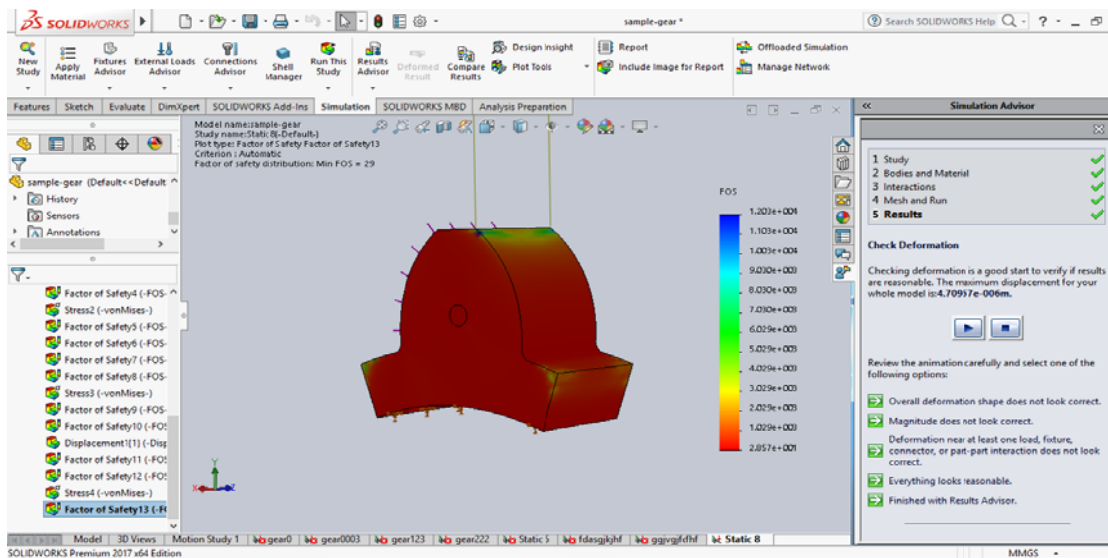 SOLIDWORKS
sample-gear *
Search SOLIDWORKS Help
New Study
Apply Material
Fixtures Advisor
External Loads Advisor
Connections Advisor
Shell Manager
Run This Study
Results Advisor
Deformed Result
Compare Results
Design Insight
Plot Tools
Report
Include Image for Report
Offloaded Simulation
Manage Network
Features Sketch Evaluate DimXpert SOLIDWORKS Add-Ins Simulation SOLIDWORKS MBD Analysis Preparation
sample-gear (Default<<Default
History
Sensors
Annotations
Factor of Safety4 (-FOS-
Stress2 (-vonMises-)
Factor of Safety5 (-FOS-
Factor of Safety6 (-FOS-
Factor of Safety7 (-FOS-
Factor of Safety8 (-FOS-
Stress3 (-vonMises-)
Factor of Safety9 (-FOS-
Factor of Safety10 (-FOS
Displacement1(1) (-Disp
Factor of Safety11 (-FOS
Factor of Safety12 (-FOS
Stress4 (-vonMises-)
Factor of Safety13 (-F
Model name:sample-gear
Study name:Static 8(-Default-)
Plot type: Factor of Safety Factor of Safety13
Criterion : Automatic
Factor of safety distribution: Min FOS = 29
FOS
1.203e+004
1.103e+004
1.003e+004
9.030e+003
8.030e+003
7.030e+003
6.029e+003
5.029e+003
4.029e+003
3.029e+003
2.029e+003
1.029e+003
2.857e+001
Y
X
Z
Simulation Advisor
1 Study
2 Bodies and Material
3 Interactions
4 Mesh and Run
5 Results
Check Deformation
Checking deformation is a good start to verify if results
are reasonable. The maximum displacement for your
whole model is:4.70957e-006m.
Review the animation carefully and select one of the
following options:
Overall deformation shape does not look correct.
Magnitude does not look correct.
Deformation near at least one load, fixture,
connector, or part-part interaction does not look
correct.
Everything looks reasonable.
Finished with Results Advisor.
Model 3D Views Motion Study 1 gear0 gear0003 gear123 gear222 Static 5 fdasgjkjhf ggjvgjfdhf Static 8
SOLIDWORKS Premium 2017 x64 Edition
MMGS